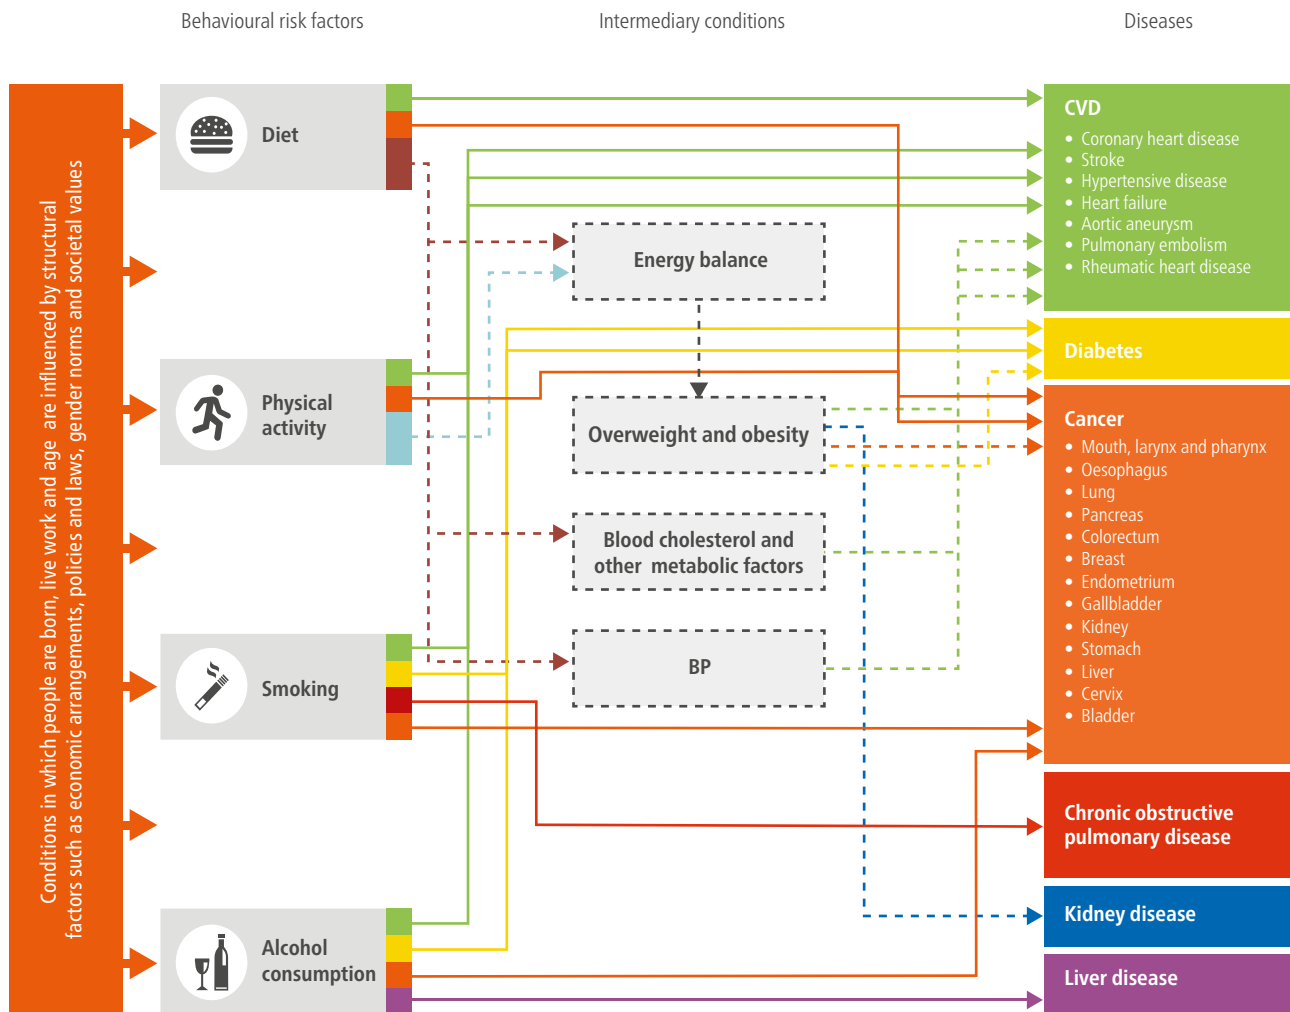 Behavioural risk factors
Intermediary conditions
Diseases
Conditions in which people are born, live work and age are influenced by structural
factors such as economic arrangements, policies and laws, gender norms and societal values
Diet
Physical
activity
Smoking
Alcohol
consumption
Energy balance
Overweight and obesity
Blood cholesterol and
other metabolic factors
BP
CVD
• Coronary heart disease
• Stroke
• Hypertensive disease
• Heart failure
• Aortic aneurysm
• Pulmonary embolism
• Rheumatic heart disease
Diabetes
Cancer
• Mouth, larynx and pharynx
• Oesophagus
• Lung
• Pancreas
• Colorectum
• Breast
• Endometrium
• Gallbladder
• Kidney
• Stomach
• Liver
• Cervix
• Bladder
Chronic obstructive
pulmonary disease
Kidney disease
Liver disease